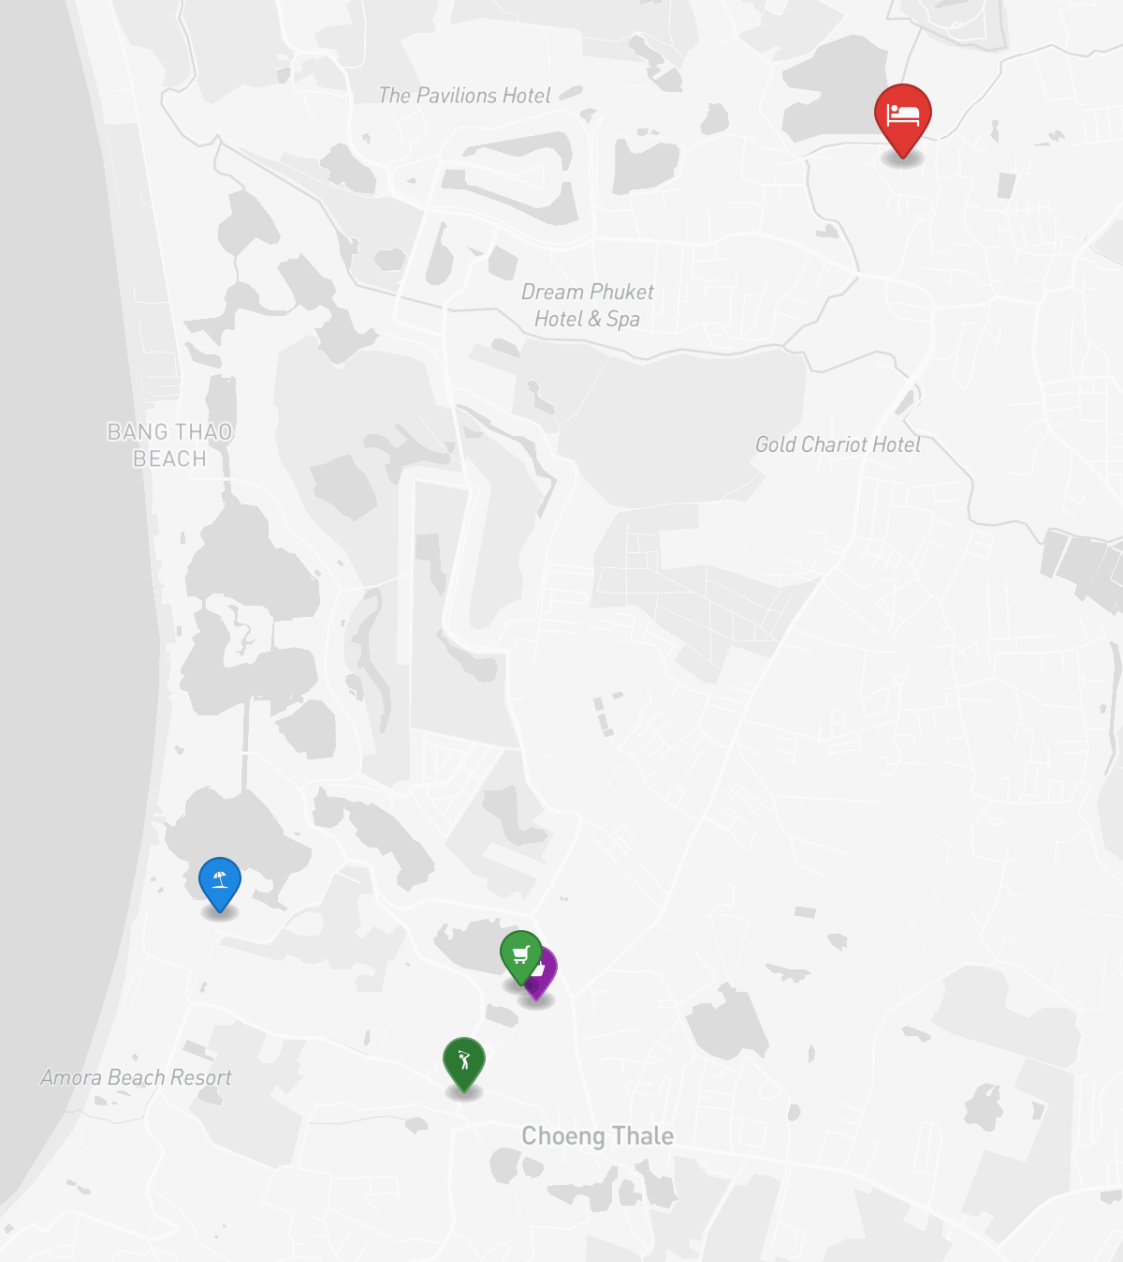 The Pavilions Hotel
Dream Phuket
Hotel & Spa
BANG THAO
BEACH
Gold Chariot Hotel
Amora Beach Resort
Choeng Thale